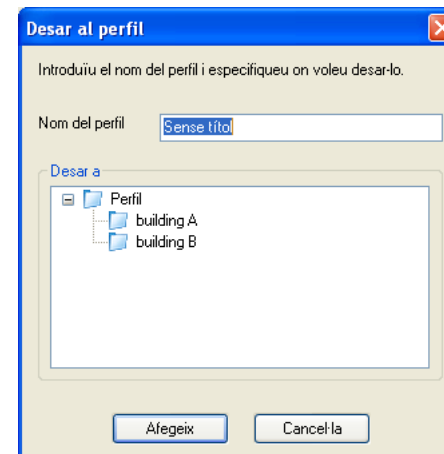 Desar al perfil
Introduïu el nom del perfil i especifiqueu on voleu desar-lo.
Nom del perfil
Sense títol
Desar a
Perfil
building A
building B
Afegeix Cancel·la